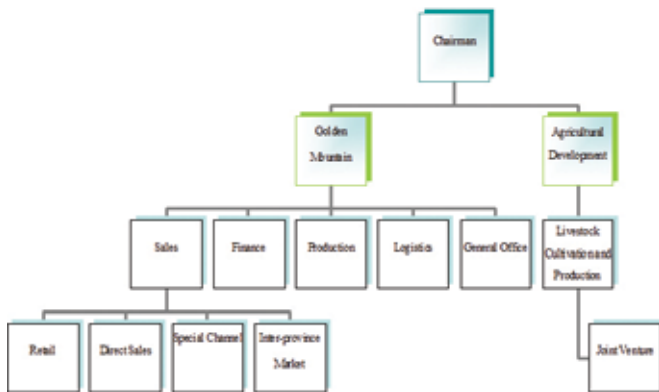 Chairman
Golden
Mountain
Agricultural
Development
Sales
Finance
Production
Logistics
General Office
Livestock
Cultivation and
Production
Retail
Direct Sales
Special Channel
Inter-province
Market
Joint Venture